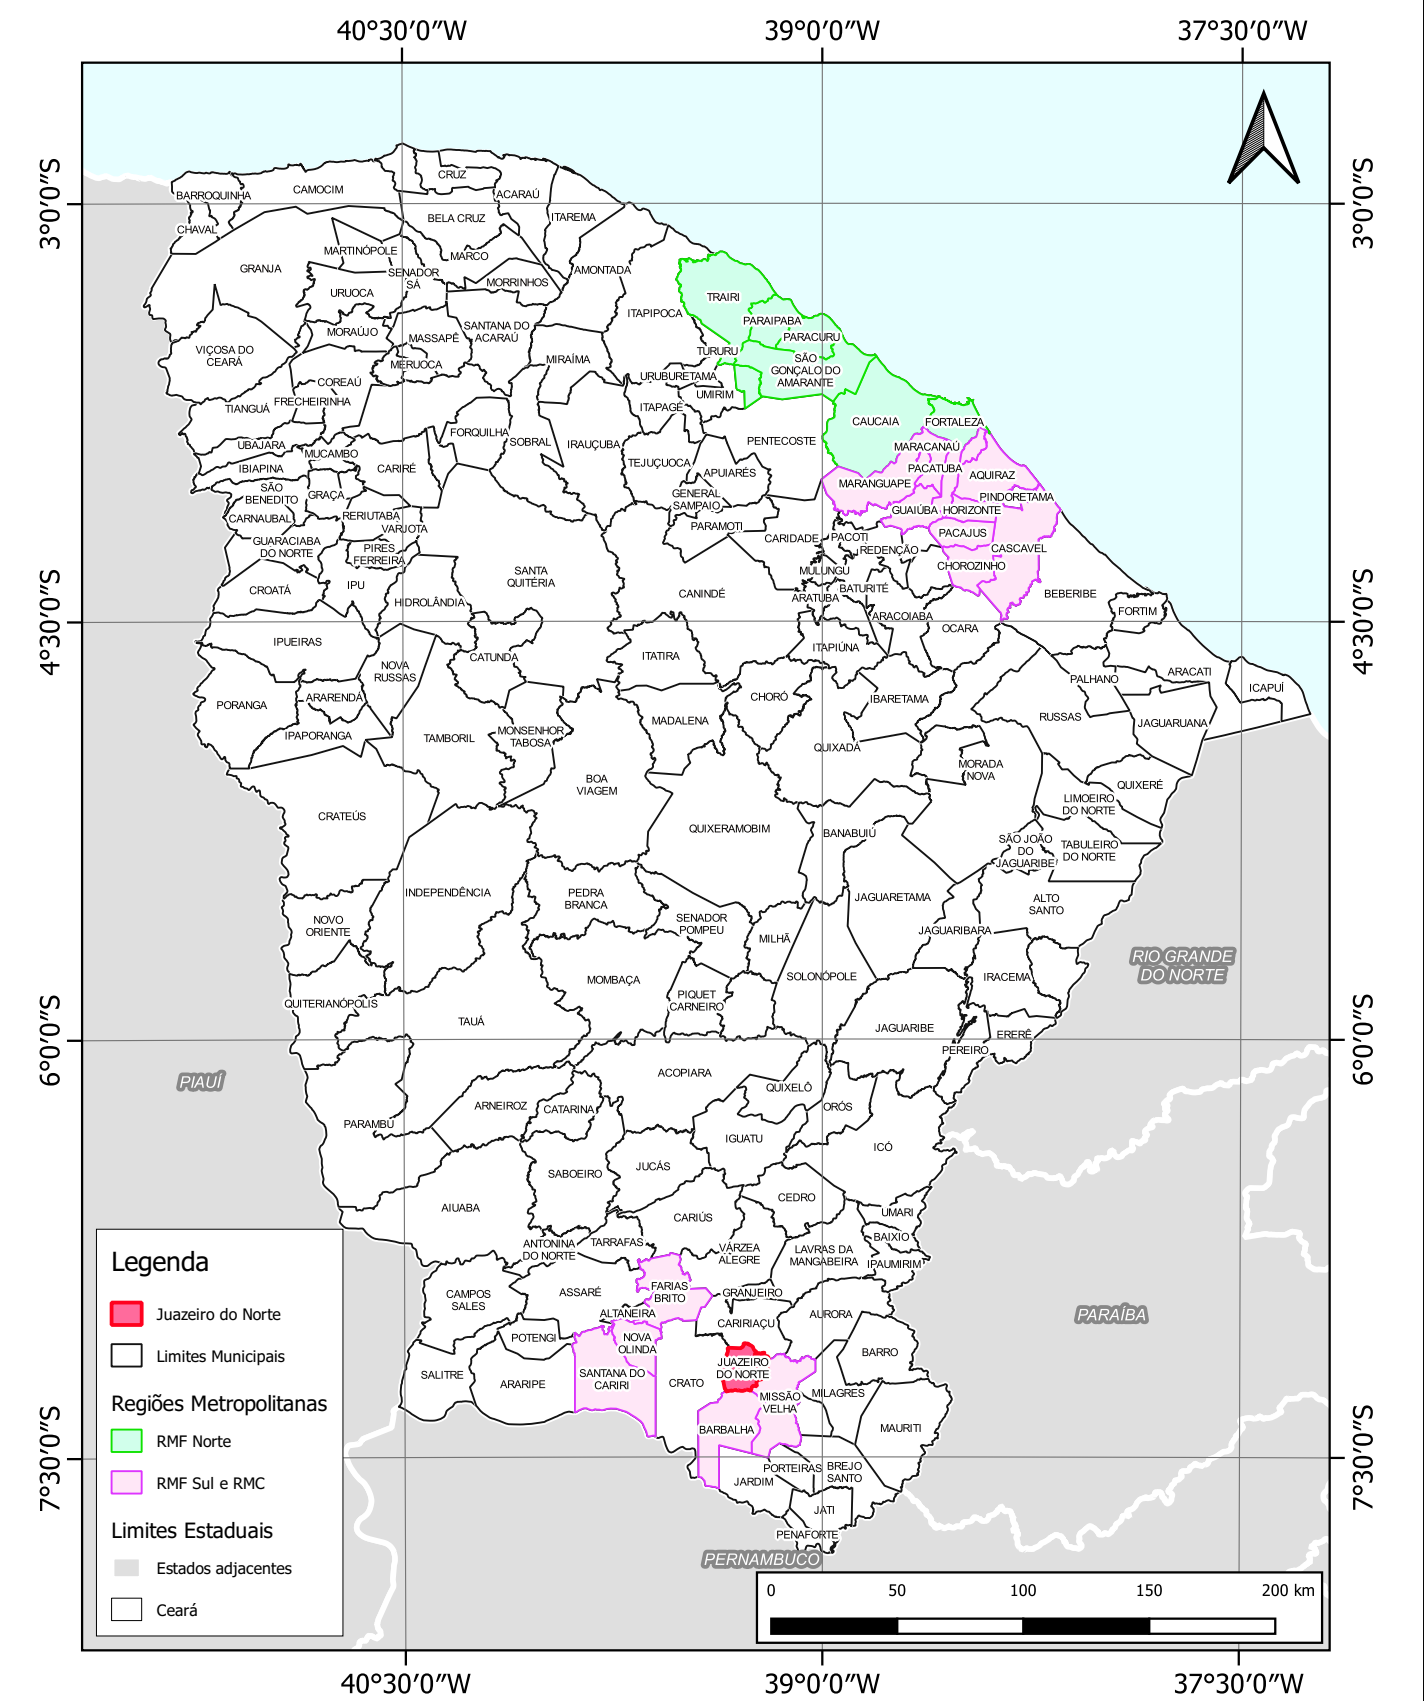 40°30′0″W
39°0′0″W
37°30′0″W
3°0′0″S
3°0′0″S
4°30′0″S
4°30′0″S
6°0′0″S
6°0′0″S
7°30′0″S
7°30′0″S
CRUZ
BARROQUINHA
CAMOCIM
ACARAÚ
CHAVAL
BELA CRUZ
ITAREMA
MARTINÓPOLE
MARCO
GRANJA
SENADOR
SÁ
AMONTADA
MORRINHOS
URUOCA
TRAIRI
ITAPIPOCA
PARAIPABA
MORAÚJO
MASSAPÊ
SANTANA DO
ACARAÚ
PARACURU
VIÇOSA DO
CEARÁ
MERUOCA
MIRAÍMA
TURURU
SÃO
GONÇALO DO
AMARANTE
URUBURETAMA
COREAÚ
UMIRIM
TIANGUÁ
FRECHEIRINHA
ITAPAGÉ
CAUCAIA
FORTALEZA
FORQUILHA
SOBRAL
IRAUÇUBA
PENTECOSTE
UBAJARA
MUCAMBO
MARACANAÚ
IBIAPINA
CARIRÉ
TEJUÇUOCA
APUIARÉS
PACATUBA
AQUIRAZ
SÃO
BENEDITO
GRAÇA
GENERAL
SAMPAIO
MARANGUAPE
PINDORETAMA
CARNAUBAL
RERIUTABA
VARJOTA
PARAMOTI
GUAIÚBA
HORIZONTE
GUARACIABA
DO NORTE
PIRES
FERREIRA
CARIDADE
PACOTI
REDENÇÃO
PACAJUS
CASCAVEL
CROATÁ
IPU
HIDROLÂNDIA
SANTA
QUITÉRIA
CANINDÉ
MULUNGU
BATURITÉ
ARATUBA
CHOROZINHO
BEBERIBE
FORTIM
ARACOIABA
OCARA
IPUEIRAS
NOVA
RUSSAS
CATUNDA
ITATIRA
ITAPIÚNA
ARACATI
ICAPUÍ
PALHANO
PORANGA
ARARENDÁ
IPAPORANGA
TAMBORIL
MONSENHOR
TABOSA
MADALENA
CHORÓ
IBARETAMA
QUIXADÁ
RUSSAS
JAGUARUANA
BOA
VIAGEM
MORADA
NOVA
QUIXERÉ
LIMOEIRO
DO NORTE
CRATEÚS
QUIXERAMOBIM
BANABUIÚ
SÃO JOÃO
DO
JAGUARIBE
TABULEIRO
DO NORTE
INDEPENDÊNCIA
PEDRA
BRANCA
JAGUARETAMA
ALTO
SANTO
NOVO
ORIENTE
SENADOR
POMPEU
MILHÃ
JAGUARIBARA
MOMBAÇA
SOLONÓPOLE
IRACEMA
RIO GRANDE
DO NORTE
QUITERIANÓPOLIS
PIQUET
CARNEIRO
TAUÁ
JAGUARIBE
ERERÊ
PEREIRO
PIAUÍ
ACOPIARA
QUIXELÔ
ARNEIROZ
CATARINA
ORÓS
PARAMBU
IGUATU
ICÓ
SABOEIRO
JUCÁS
AIUABA
CEDRO
CARIÚS
UMARI
ANTONINA
DO NORTE
TARRAFAS
VÁRZEA
ALEGRE
LAVRAS DA
MANGABEIRA
BAIXIO
IPAUMIRIM
CAMPOS
SALES
ASSARÉ
FARIAS
BRITO
GRANJEIRO
ALTANEIRA
CARIRIAÇU
AURORA
PARAÍBA
POTENGI
NOVA
OLINDA
BARRO
SALITRE
ARARIPE
SANTANA DO
CARIRI
CRATO
JUAZEIRO
DO NORTE
MISSÃO
VELHA
MILAGRES
BARBALHA
MAURITI
JARDIM
PORTEIRAS
BREJO
SANTO
JATI
PENAFORTE
PERNAMBUCO
Legenda
Juazeiro do Norte
Limites Municipais
Regiões Metropolitanas
RMF Norte
RMF Sul e RMC
Limites Estaduais
Estados adjacentes
Ceará
0 50 100 150 200 km
40°30′0″W
39°0′0″W
37°30′0″W